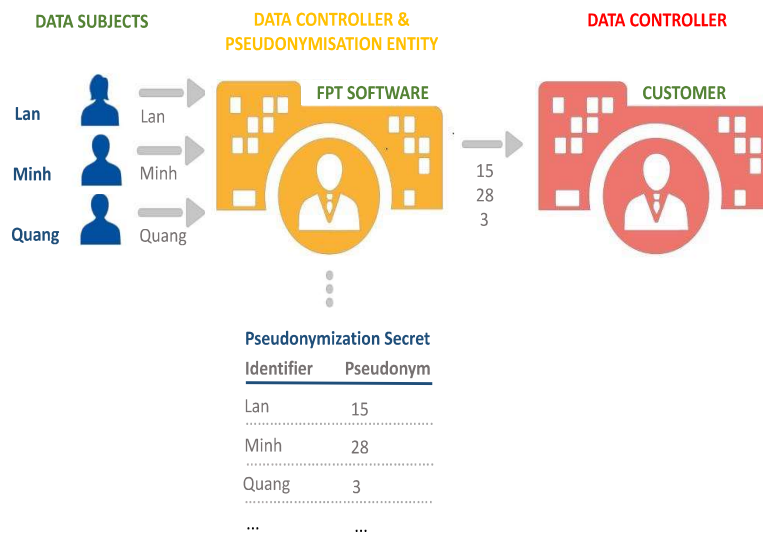 DATA SUBJECTS
DATA CONTROLLER &
PSEUDONYMISATION ENTITY
DATA CONTROLLER
FPT SOFTWARE
CUSTOMER
Lan
Lan
Minh
Minh
Quang
Quang
15
28
3
Pseudonymization Secret
Identifier Pseudonym
Lan 15
Minh 28
Quang 3
... ...